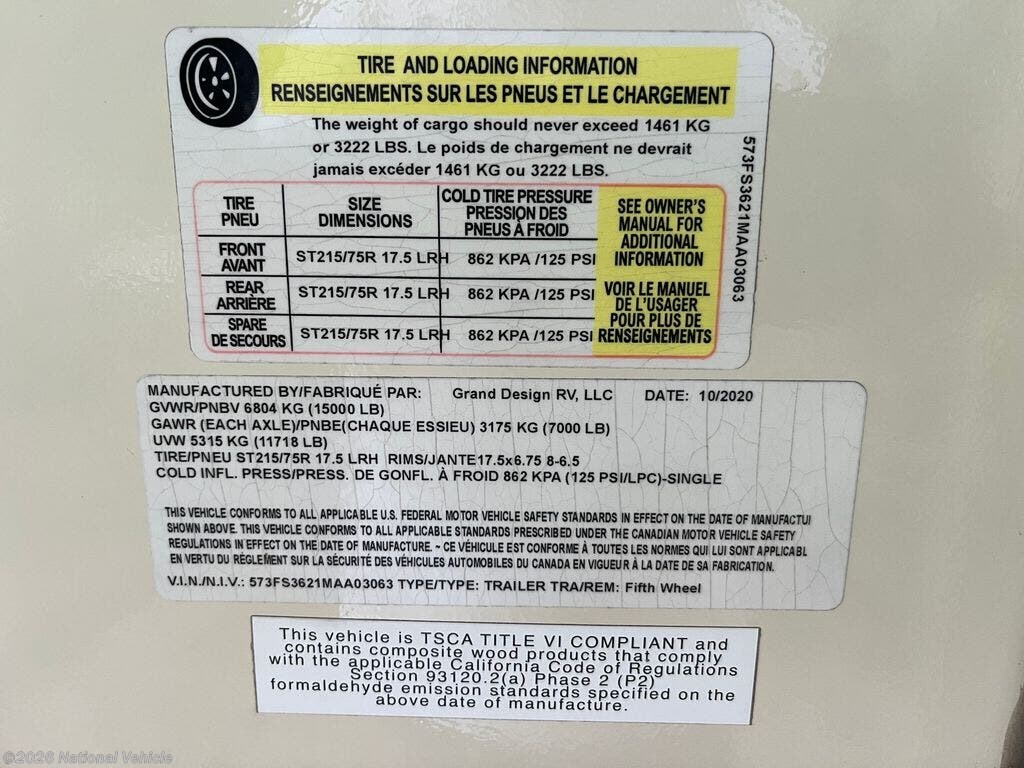 TIRE AND LOADING INFORMATION
RENSEIGNEMENTS SUR LES PNEUS ET LE CHARGEMENT
The weight of cargo should never exceed 1461 KG
or 3222 LBS. Le poids de chargement ne devrait
jamais excéder 1461 KG ou 3222 LBS.
TIRE
PNEU
SIZE
DIMENSIONS
COLD TIRE PRESSURE
PRESSION DES
PNEUS À FROID
SEE OWNER'S
MANUAL FOR
ADDITIONAL
INFORMATION
VOIR LE MANUEL
DE L'USAGER
POUR PLUS DE
RENSEIGNEMENTS
FRONT
AVANT
ST215/75R 17.5 LRH 862 KPA /125 PSI
REAR
ARRIÈRE
ST215/75R 17.5 LRH 862 KPA /125 PSI
SPARE
DE SECOURS
ST215/75R 17.5 LRH 862 KPA /125 PSI
573FS3621MAA03063
MANUFACTURED BY/FABRIQUÉ PAR: Grand Design RV, LLC DATE: 10/2020
GVWR/PNBV 6804 KG (15000 LB)
GAWR (EACH AXLE)/PNBE(CHAQUE ESSIEU) 3175 KG (7000 LB)
UVW 5315 KG (11718 LB)
TIRE/PNEU ST215/75R 17.5 LRH RIMS/JANTE17.5x6.75 8-6.5
COLD INFL. PRESS/PRESS. DE GONFL. À FROID 862 KPA (125 PSI/LPC)-SINGLE
THIS VEHICLE CONFORMS TO ALL APPLICABLE U.S. FEDERAL MOTOR VEHICLE SAFETY STANDARDS IN EFFECT ON THE DATE OF MANUFACTUI
SHOWN ABOVE. THIS VEHICLE CONFORMS TO ALL APPLICABLE STANDARDS PRESCRIBED UNDER THE CANADIAN MOTOR VEHICLE SAFETY
REGULATIONS IN EFFECT ON THE DATE OF MANUFACTURE. ~ CE VÉHICULE EST CONFORME À TOUTES LES NORMES QUI LUI SONT APPLICABL
EN VERTU DU RÈGLEMENT SUR LA SÉCURITÉ DES VÉHICULES AUTOMOBILES DU CANADA EN VIGUEUR À LA DATE DE SA FABRICATION.
V.I.N./N.I.V.: 573FS3621MAA03063 TYPE/TYPE: TRAILER TRA/REM: Fifth Wheel
This vehicle is TSCA TITLE VI COMPLIANT and
contains composite wood products that comply
with the applicable California Code of Regulations
Section 93120.2(a) Phase 2 (P2)
formaldehyde emission standards specified on the
above date of manufacture.
©2026 National Vehicle